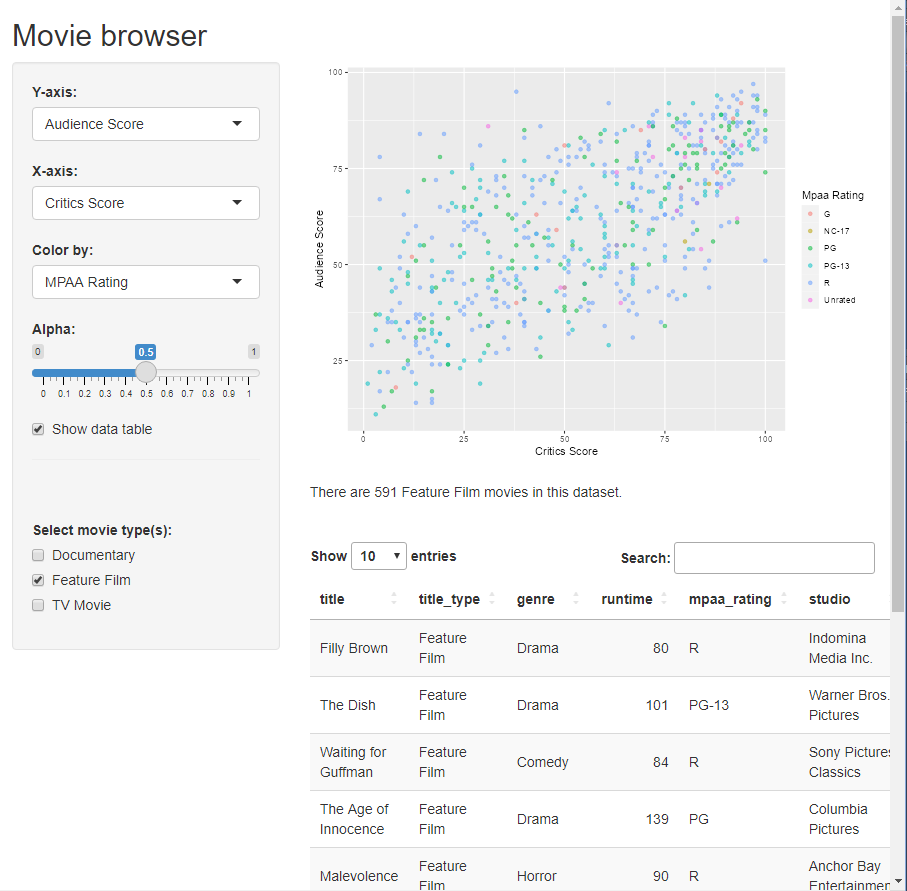 Movie browser
Y-axis:
Audience Score
X-axis:
Critics Score
Color by:
MPAA Rating
Alpha:
0 0.5 1
0 0.1 0.2 0.3 0.4 0.5 0.6 0.7 0.8 0.9 1
Show data table
Select movie type(s):
Documentary
Feature Film
TV Movie
100
75
50
25
Audience Score
0 25 50 75 100
Critics Score
Mpaa Rating
G
NC-17
PG
PG-13
R
Unrated
There are 591 Feature Film movies in this dataset.
Show 10 entries
Search:
title title_type genre runtime mpaa_rating studio
Filly Brown Feature Film Drama 80 R Indomina Media Inc.
The Dish Feature Film Drama 101 PG-13 Warner Bros. Pictures
Waiting for Guffman Feature Film Comedy 84 R Sony Pictures Classics
The Age of Innocence Feature Film Drama 139 PG Columbia Pictures
Malevolence Feature Film Horror 90 R Anchor Bay Entertainment